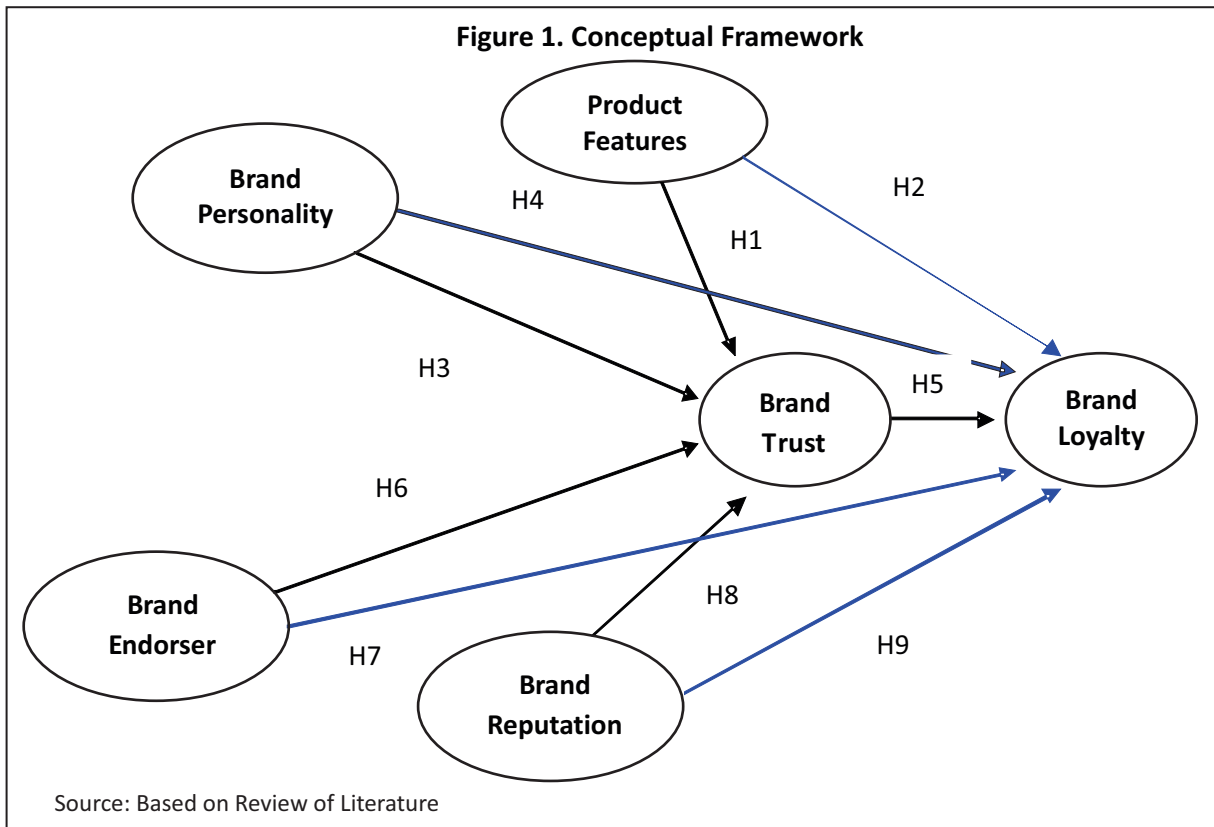 Figure 1. Conceptual Framework
Product
Features
Brand
Personality
H4
H2
H1
H3
H5
Brand
Trust
Brand
Loyalty
H6
Brand
Endorser
H7
H8
H9
Brand
Reputation
Source: Based on Review of Literature